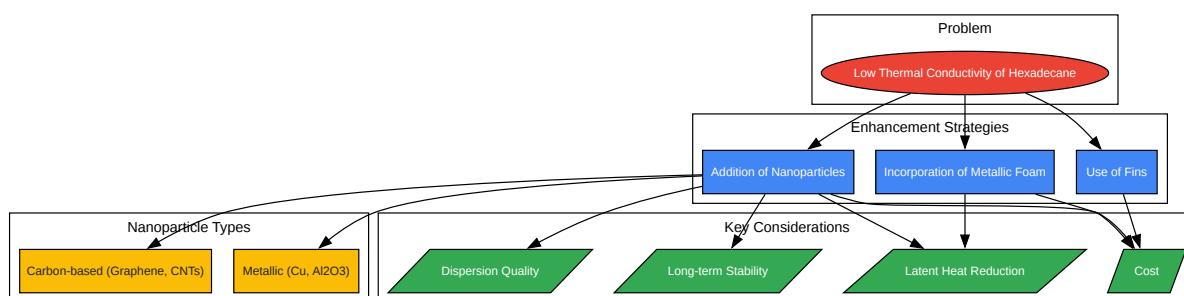 Problem
Low Thermal Conductivity of Hexadecane
Enhancement Strategies
Addition of Nanoparticles
Incorporation of Metallic Foam
Use of Fins
Nanoparticle Types
Key Considerations
Carbon-based (Graphene, CNTs)
Metallic (Cu, Al2O3)
Dispersion Quality
Long-term Stability
Latent Heat Reduction
Cost